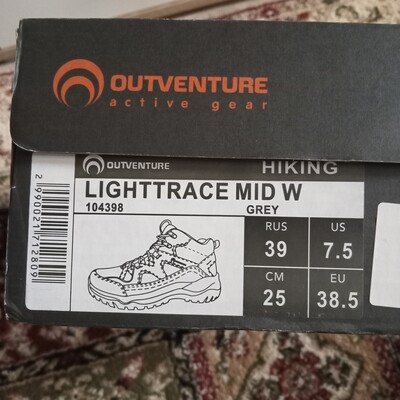 OUTVENTURE
active gear
OUTVENTURE HIKING
LIGHTTRACE MID W
104398 GREY
RUS US
39 7.5
CM EU
25 38.5